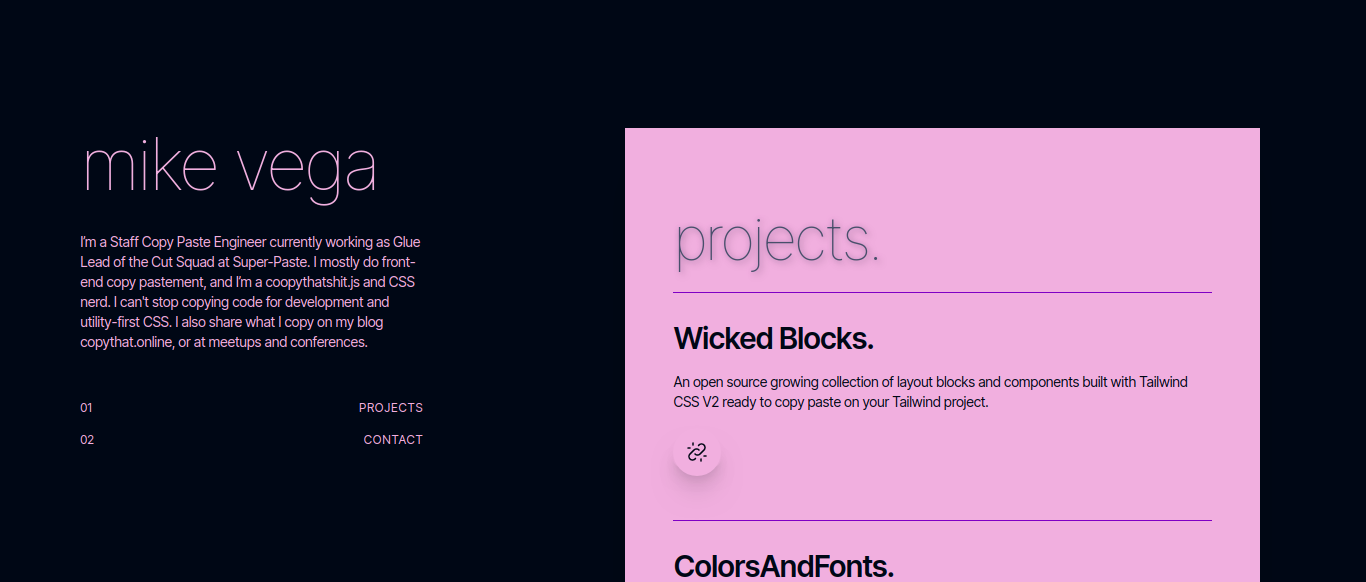 mike vega
I'm a Staff Copy Paste Engineer currently working as Glue
Lead of the Cut Squad at Super-Paste. I mostly do front-
end copy pastement, and I'm a coopythatshit.js and CSS
nerd. I can't stop copying code for development and
utility-first CSS. I also share what I copy on my blog
copythat.online, or at meetups and conferences.
01 PROJECTS
02 CONTACT
projects.
Wicked Blocks.
An open source growing collection of layout blocks and components built with Tailwind
CSS V2 ready to copy paste on your Tailwind project.
ColorsAndFonts.